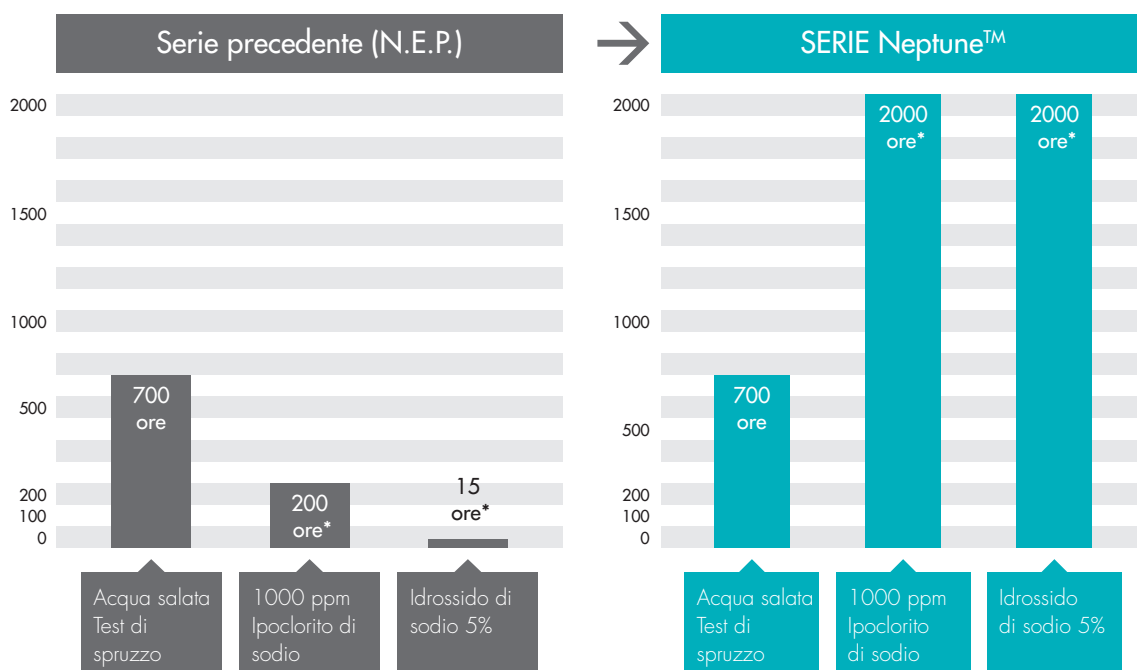 Serie precedente (N.E.P.)
2000
1500
1000
500
200
100
0
700
ore
200
ore*
15
ore*
Acqua salata
Test di
spruzzo
1000 ppm
Ipoclorito di
sodio
Idrossido di
sodio 5%
SERIE Neptune™
2000
1500
1000
500
200
100
0
700
ore
2000
ore*
2000
ore*
Acqua salata
Test di
spruzzo
1000 ppm
Ipoclorito
di sodio
Idrossido
di sodio 5%